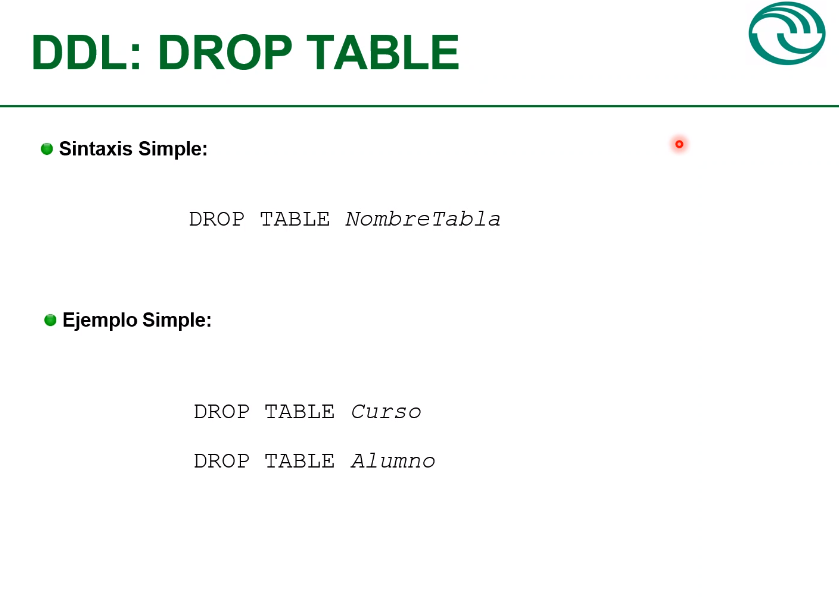 DDL: DROP TABLE
Sintaxis Simple:
DROP TABLE NombreTabla
Ejemplo Simple:
DROP TABLE Curso
DROP TABLE Alumno